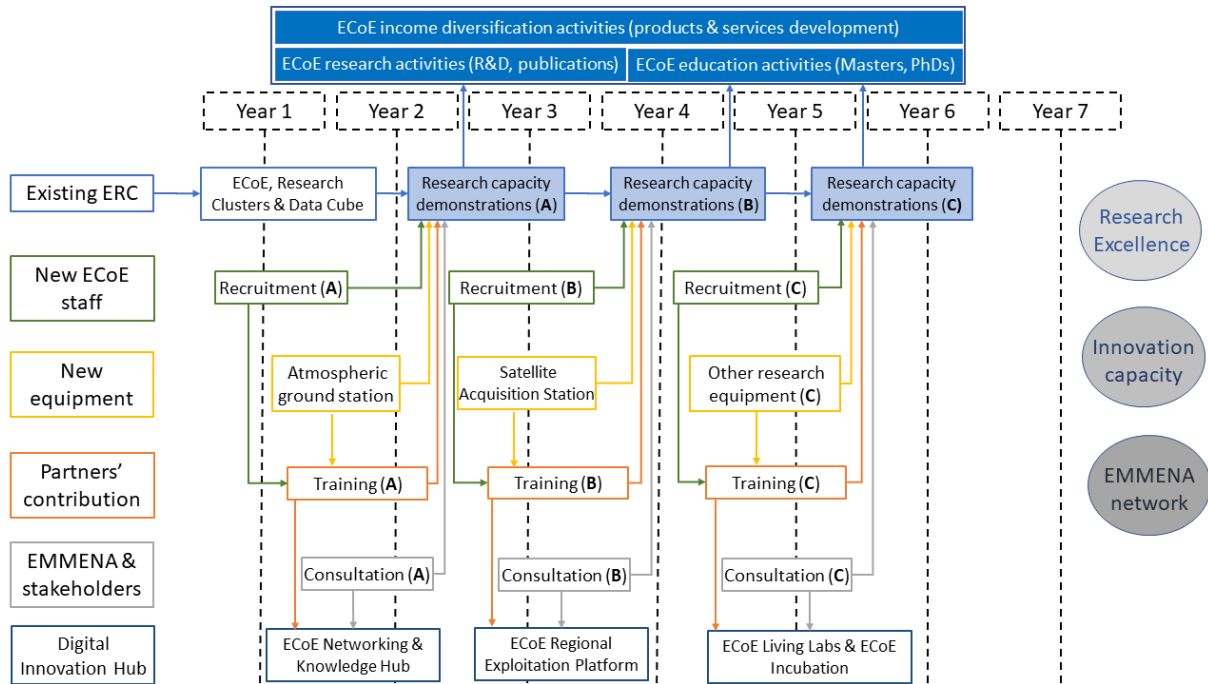 ECoE income diversification activities (products & services development)
ECoE research activities (R&D, publications)
ECoE education activities (Masters, PhDs)
Year 1
Year 2
Year 3
Year 4
Year 5
Year 6
Year 7
Existing ERC
ECoE, Research
Clusters & Data Cube
Research capacity
demonstrations (A)
Research capacity
demonstrations (B)
Research capacity
demonstrations (C)
Research
Excellence
New ECoE
staff
Recruitment (A)
Recruitment (B)
Recruitment (C)
New
equipment
Atmospheric
ground station
Satellite
Acquisition Station
Other research
equipment (C)
Innovation
capacity
Partners'
contribution
Training (A)
Training (B)
Training (C)
EMMENA
network
EMMENA &
stakeholders
Consultation (A)
Consultation (B)
Consultation (C)
Digital
Innovation Hub
ECoE Networking &
Knowledge Hub
ECoE Regional
Exploitation Platform
ECoE Living Labs & ECoE
Incubation